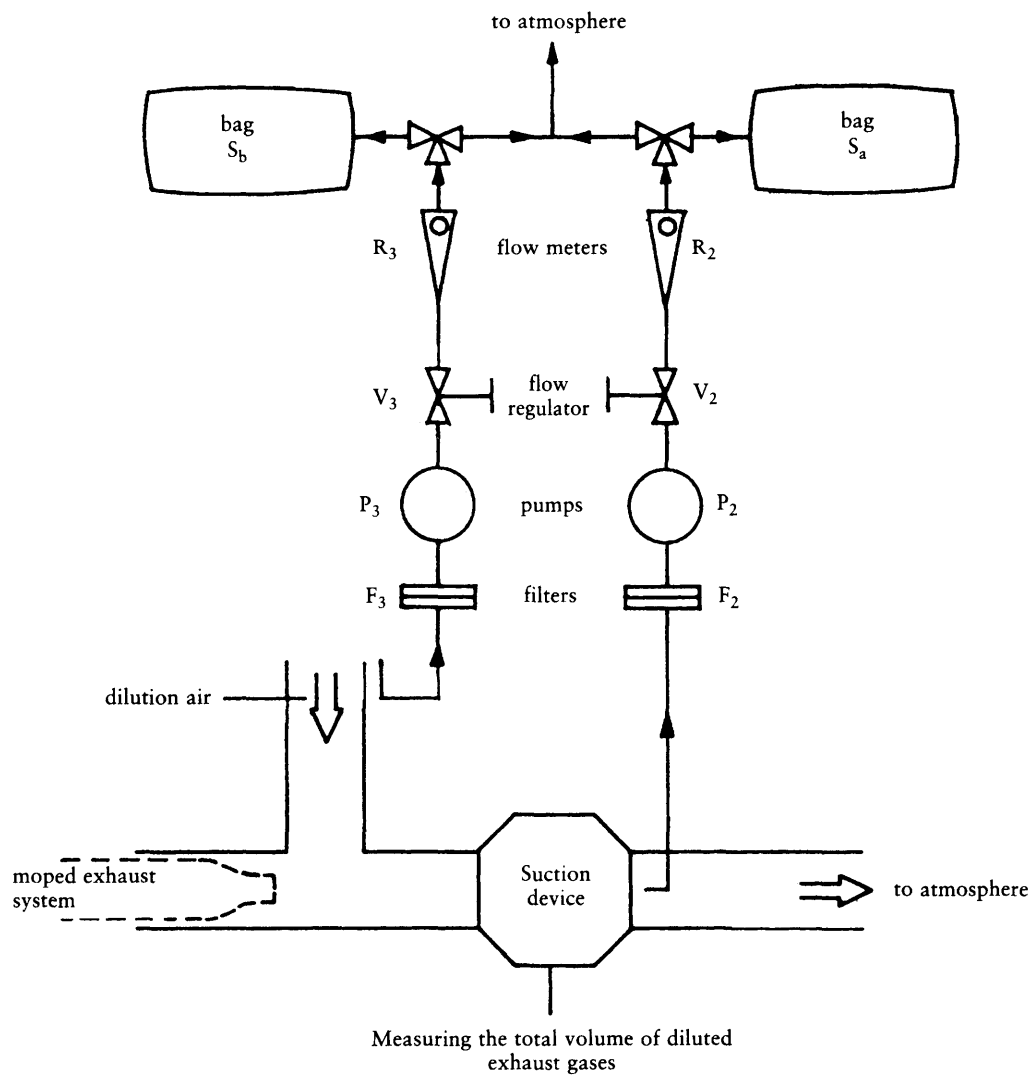 to atmosphere
bag
S_b
bag
S_a
R_3
flow meters
R_2
V_3
flow
regulator
V_2
P_3
pumps
P_2
F_3
filters
F_2
dilution air
moped exhaust
system
Suction
device
to atmosphere
Measuring the total volume of diluted
exhaust gases